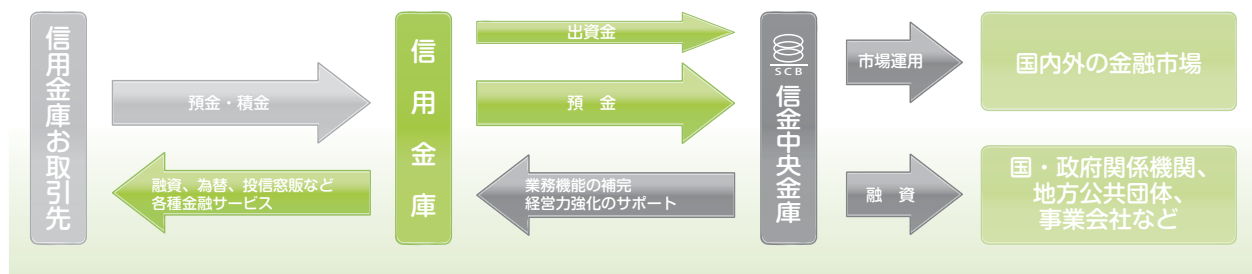 信用金庫お取引先
預金・積金
融資、為替、投信窓販など
各種金融サービス
信用金庫
出資金
預 金
業務機能の補完
経営力強化のサポート
SCB
信金中央金庫
市場運用
融 資
国内外の金融市場
国・政府関係機関、
地方公共団体、
事業会社など